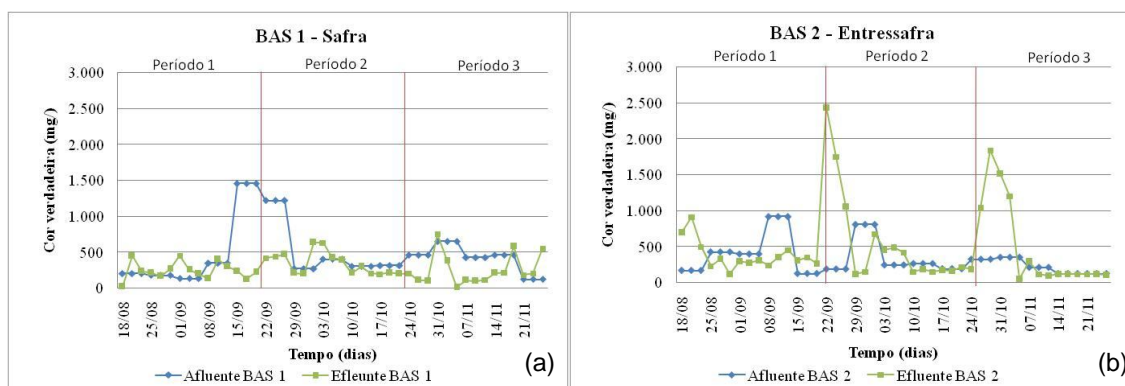 BAS 1 - Safra
Período 1
Período 2
Período 3
Cor verdadeira (mg/)
3.000
2.500
2.000
1.500
1.000
500
0
18/08
25/08
01/09
08/09
15/09
22/09
29/09
03/10
10/10
17/10
24/10
31/10
07/11
14/11
21/11
Tempo (dias)
(a)
Afluente BAS 1
Efleunte BAS 1
BAS 2 - Entressafra
Período 1
Período 2
Período 3
Cor verdadeira (mg/)
3.000
2.500
2.000
1.500
1.000
500
0
18/08
25/08
01/09
08/09
15/09
22/09
29/09
03/10
10/10
17/10
24/10
31/10
07/11
14/11
21/11
Tempo (dias)
(b)
Afluente BAS 2
Efluente BAS 2